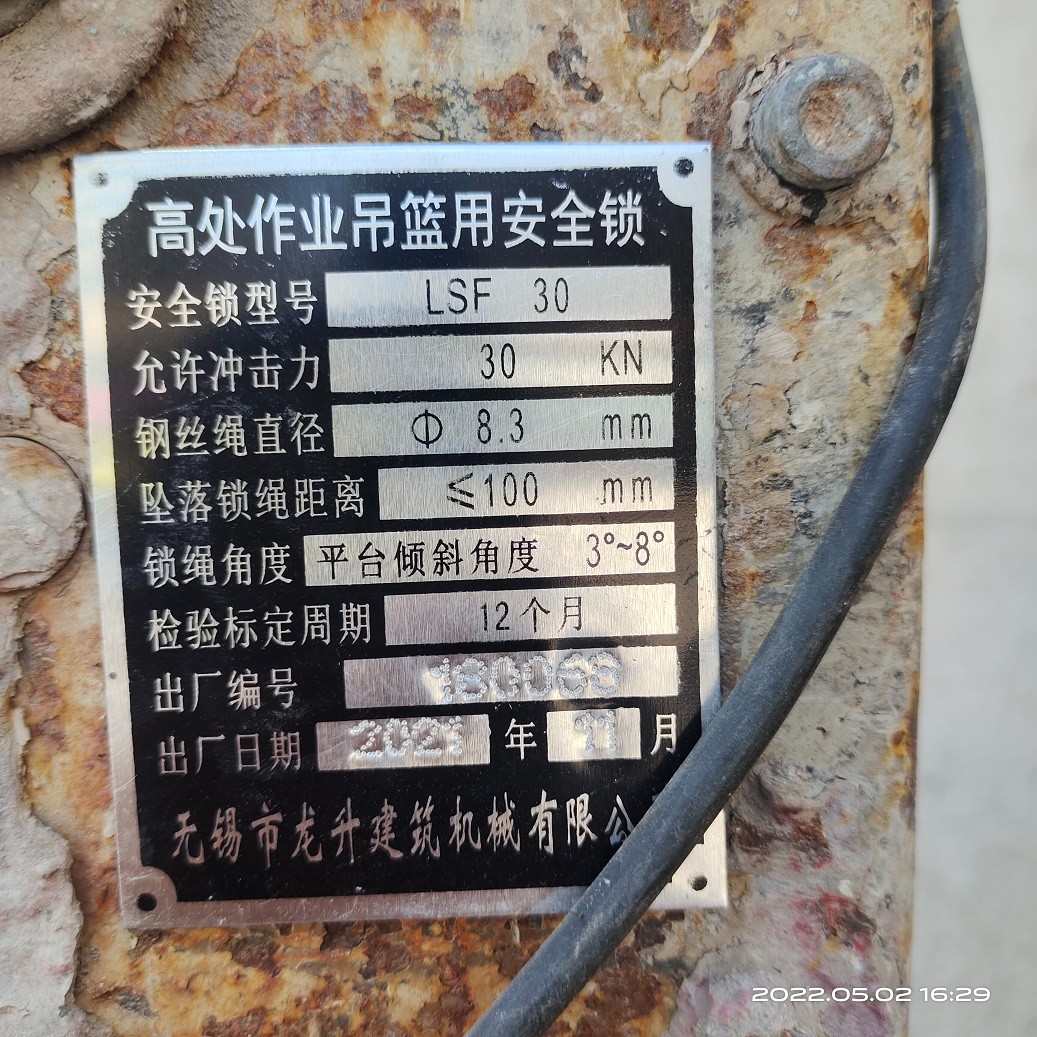 高处作业吊篮用安全锁
安全锁型号 LSF 30
允许冲击力 30 KN
钢丝绳直径 Φ 8.3 mm
坠落锁绳距离 ≤100 mm
锁绳角度 平台倾斜角度 3°~8°
检验标定周期 12个月
出厂编号
出厂日期 2021 年 11 月
无锡市龙升建筑机械有限公
2022.05.02 16:29